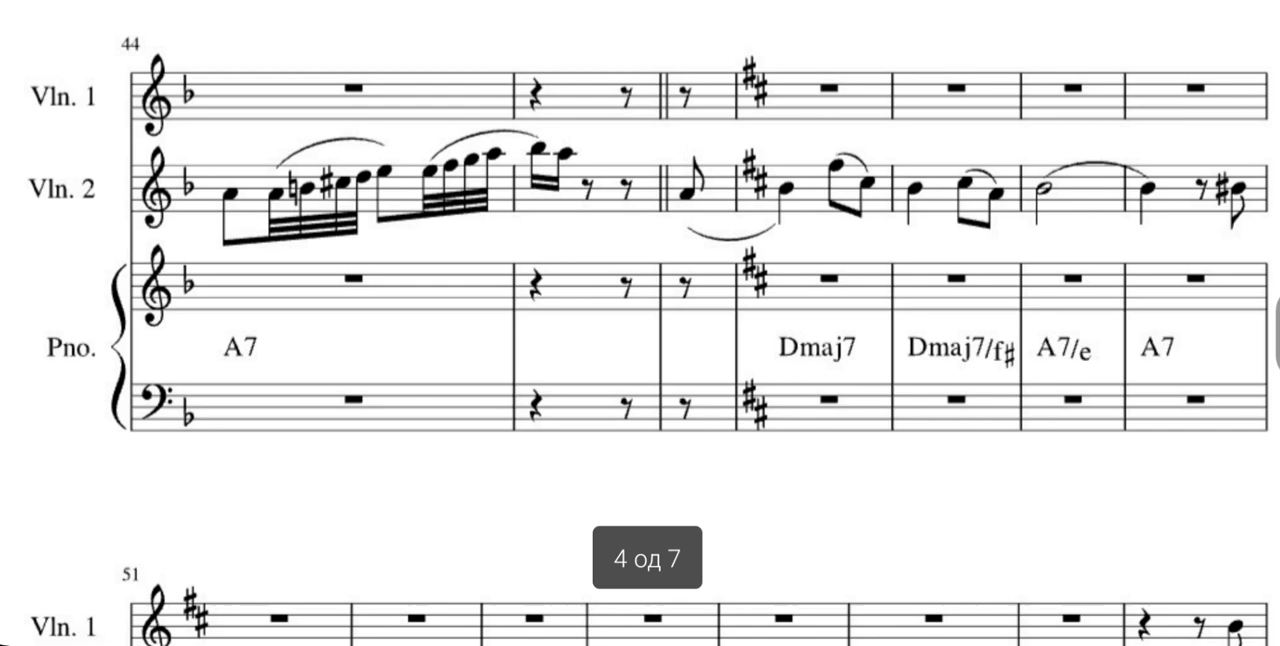 44
Vln. 1
Vln. 2
Pno.
A7 Dmaj7 Dmaj7/f# A7/e A7
4 од 7
51
Vln. 1